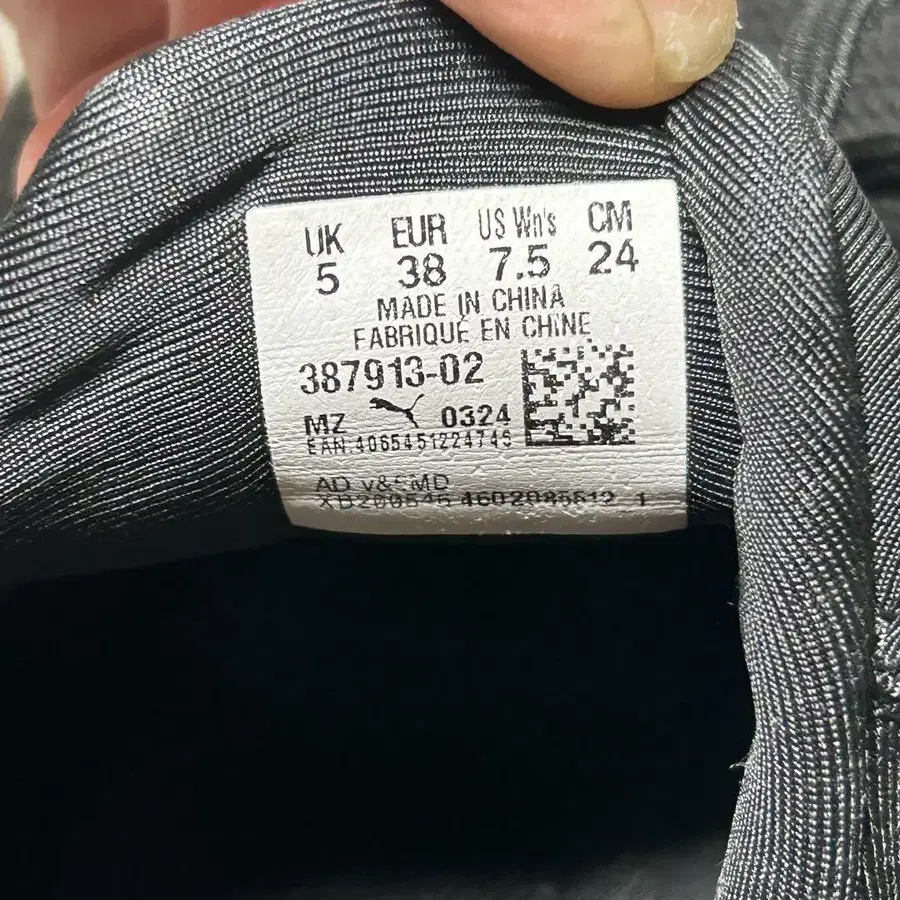 UK EUR US Wn's CM
5 38 7.5 24
MADE IN CHINA
FABRIQUÉ EN CHINE
387913-02
MZ 0324
EAN:4065451224745
AD